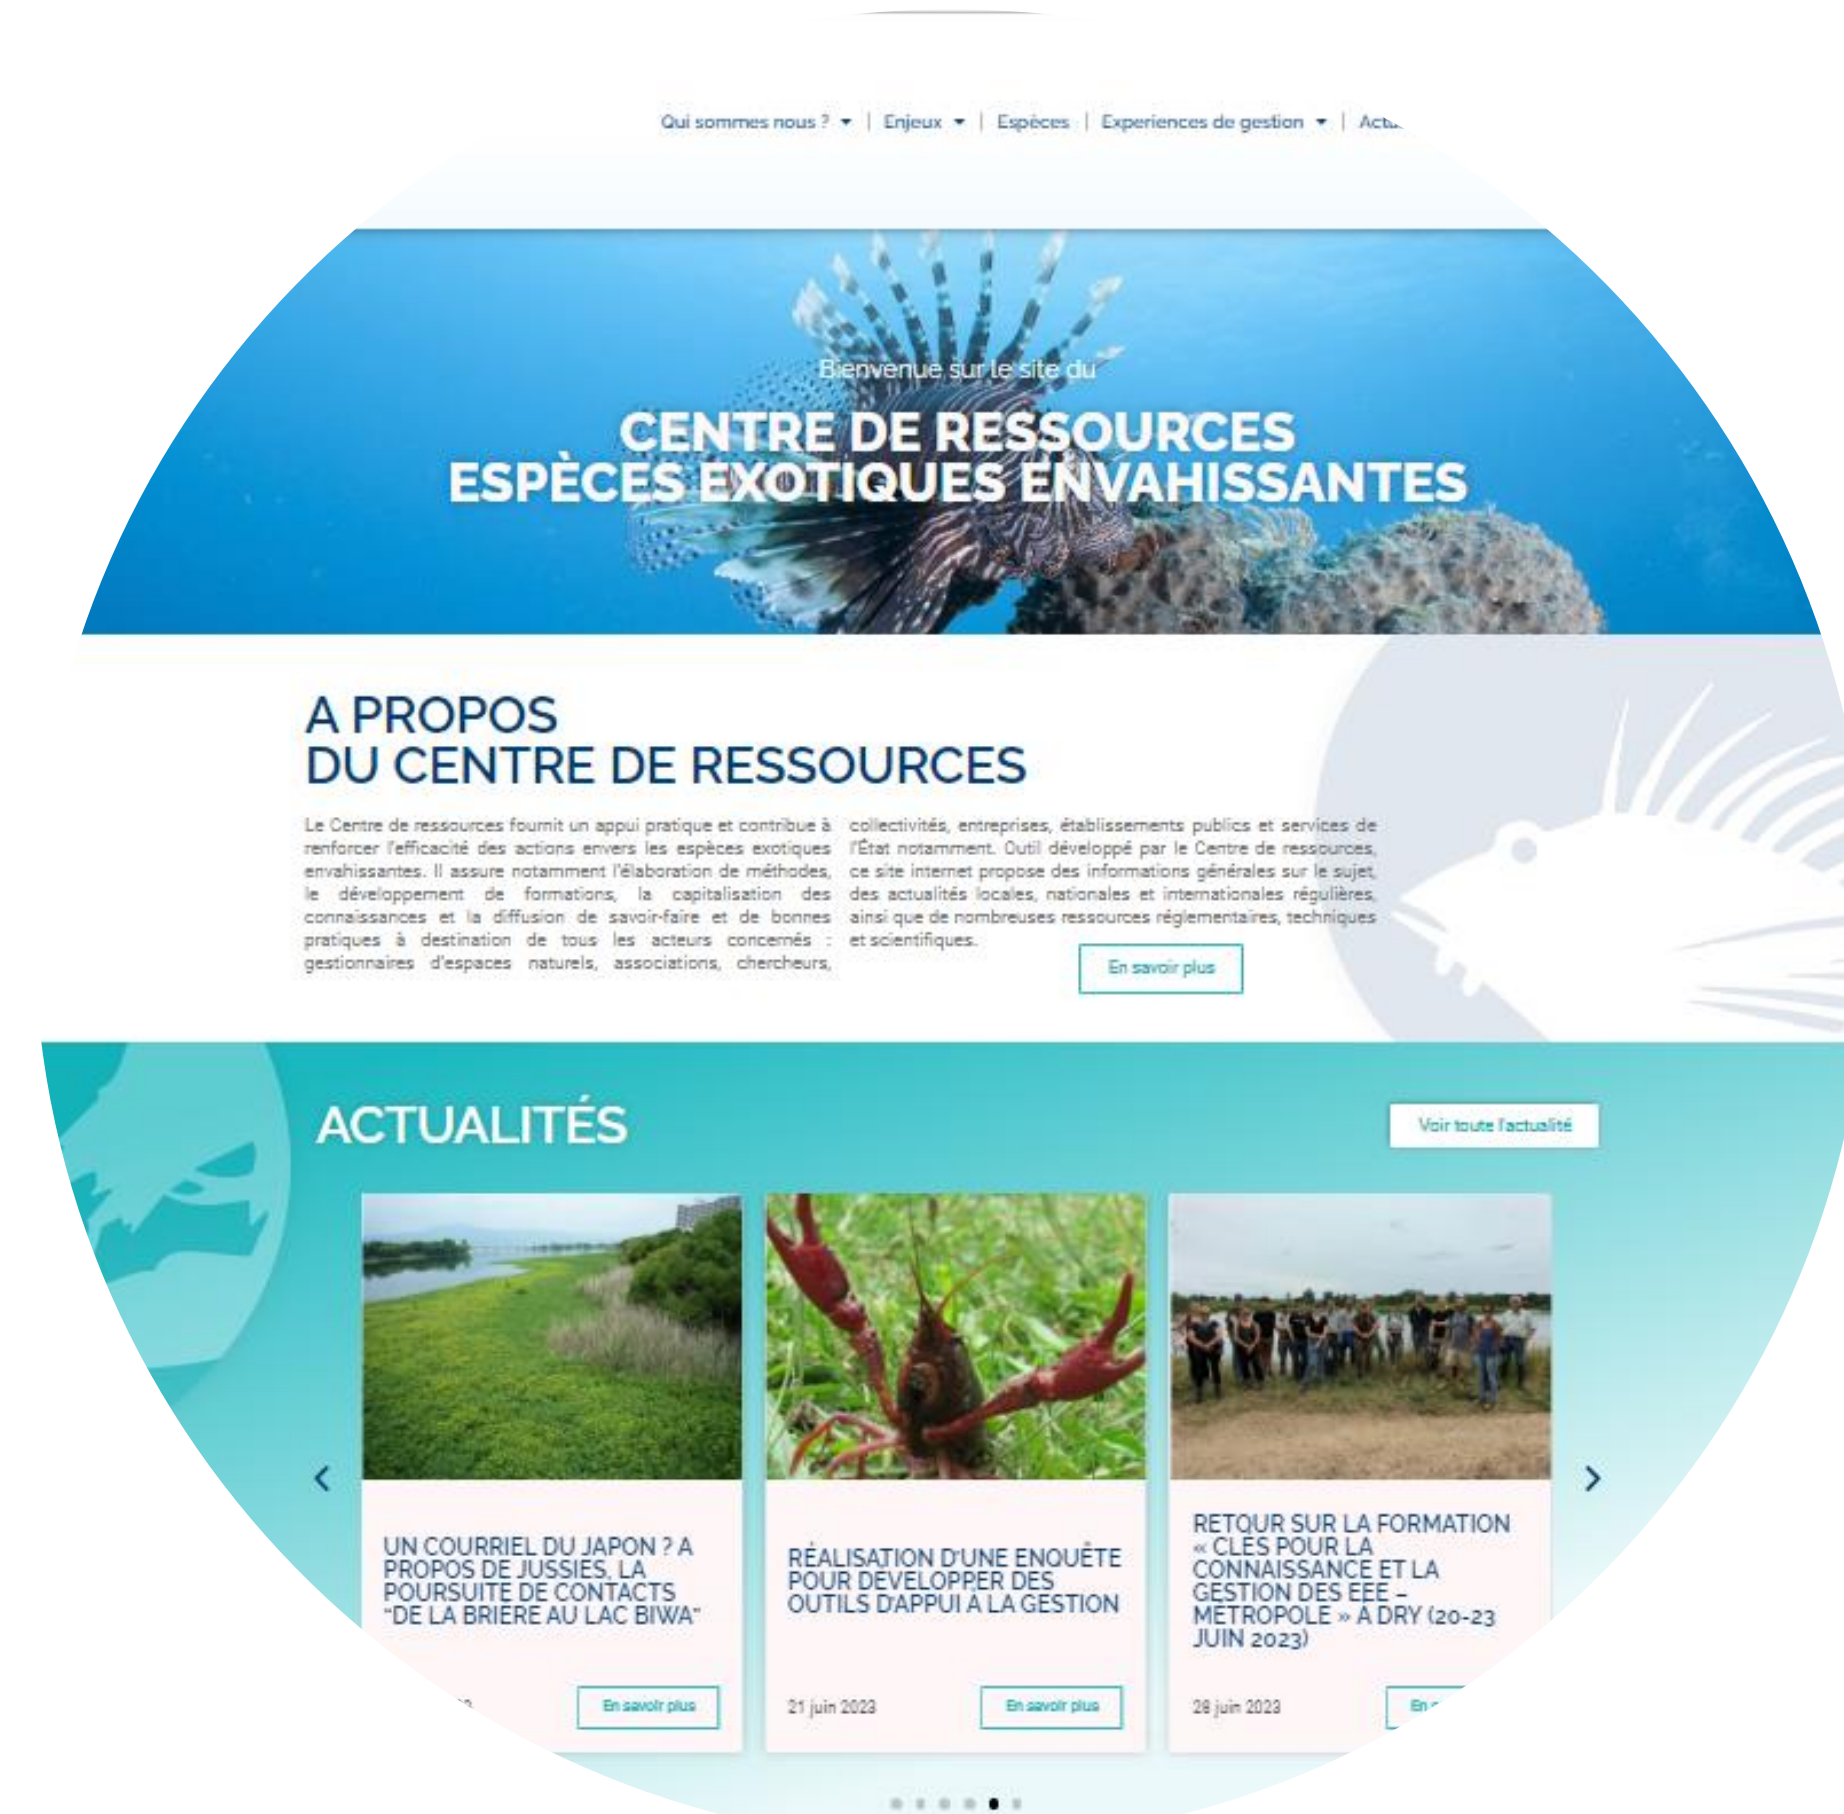 Qui sommes nous ? | Enjeux | Espèces | Experiences de gestion |
Bienvenue sur le site du
CENTRE DE RESSOURCES
ESPÈCES EXOTIQUES ENVAHISSANTES
A PROPOS
DU CENTRE DE RESSOURCES
Le Centre de ressources fournit un appui pratique et contribue à
renforcer l'efficacité des actions envers les espèces exotiques
envahissantes. Il assure notamment l'élaboration de méthodes,
le développement de formations, la capitalisation des
connaissances et la diffusion de savoir-faire et de bonnes
pratiques à destination de tous les acteurs concernés :
gestionnaires d'espaces naturels, associations, chercheurs,
collectivités, entreprises, établissements publics et services de
l'État notamment. Outil développé par le Centre de ressources,
ce site internet propose des informations générales sur le sujet,
des actualités locales, nationales et internationales régulières,
ainsi que de nombreuses ressources réglementaires, techniques
et scientifiques.
En savoir plus
ACTUALITÉS
Voir toute l'actualité
UN COURRIEL DU JAPON ? A
PROPOS DE JUSSIES, LA
POURSUITE DE CONTACTS
“DE LA BRIÈRE AU LAC BIWA”
En savoir plus
RÉALISATION D'UNE ENQUÊTE
POUR DÉVELOPPER DES
OUTILS D'APPUI À LA GESTION
21 juin 2023
En savoir plus
RETOUR SUR LA FORMATION
« CLÉS POUR LA
CONNAISSANCE ET LA
GESTION DES EEE –
MÉTROPOLE » À DRY (20-23
JUIN 2023)
28 juin 2023
En